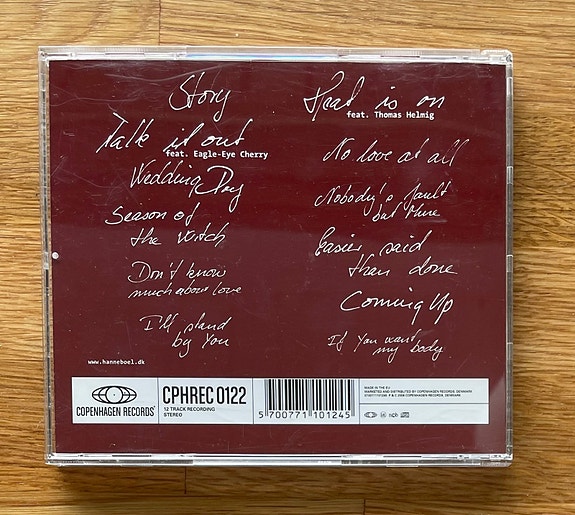 Story
Talk it out
feat. Eagle-Eye Cherry
Wedding Day
Season of
the Witch
Don't know
much about love
I'll stand
by You
Heat is on
feat. Thomas Helmig
No love at all
Nobody's fault
but mine
Easier said
than done
Coming Up
If You want
my body
www.hanneboel.dk
COPENHAGEN RECORDS
CPHREC 0122
12 TRACK RECORDING
STEREO
5 700771 101245
MADE IN THE EU
MARKETED AND DISTRIBUTED BY COPENHAGEN RECORDS, DENMARK
COPENHAGEN RECORDS, DENMARK